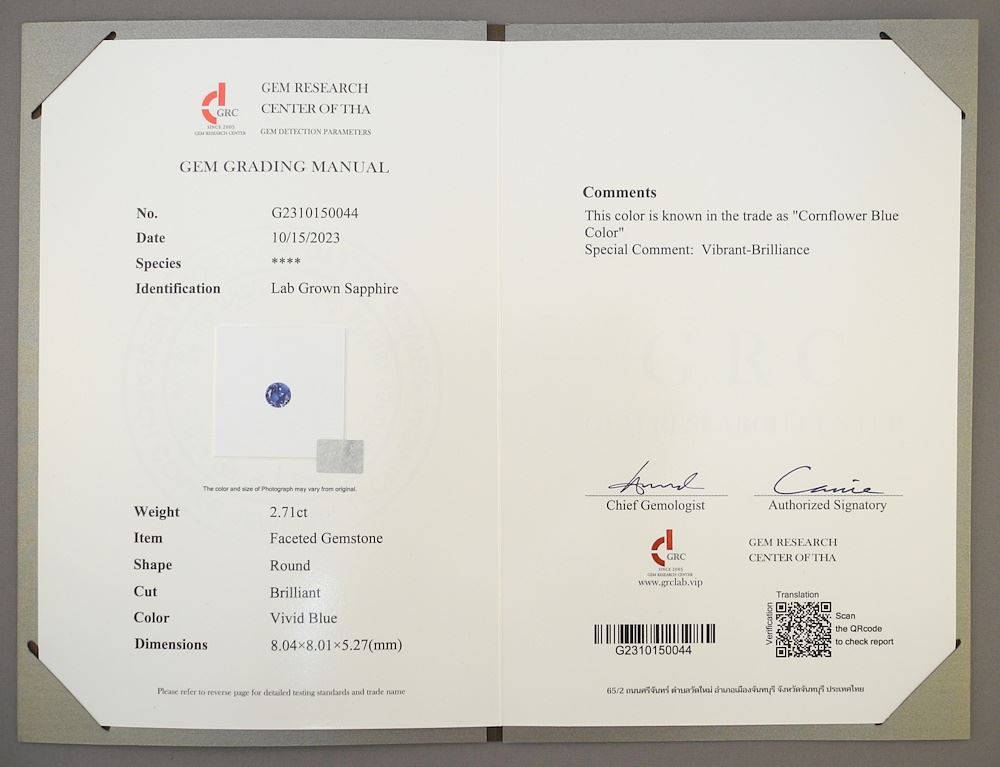 GRC
SINCE 2005
GEM RESEARCH CENTER
GEM RESEARCH
CENTER OF THA
GEM DETECTION PARAMETERS
GEM GRADING MANUAL
No. G2310150044
Date 10/15/2023
Species ****
Identification Lab Grown Sapphire
The color and size of Photograph may vary from original.
Weight 2.71ct
Item Faceted Gemstone
Shape Round
Cut Brilliant
Color Vivid Blue
Dimensions 8.04×8.01×5.27(mm)
Please refer to reverse page for detailed testing standards and trade name
Comments
This color is known in the trade as "Cornflower Blue
Color"
Special Comment: Vibrant-Brilliance
GRC
GEM RESEARCH CENTER
Chief Gemologist
Carrie
Authorized Signatory
GRC
SINCE 2005
GEM RESEARCH CENTER
www.grclab.vip
GEM RESEARCH
CENTER OF THA
G2310150044
Translation
Verification
Scan
the QRcode
to check report
65/2 ถนนศรีจันทร์ ตำบลวัดใหม่ อำเภอเมืองจันทบุรี จังหวัดจันทบุรี ประเทศไทย